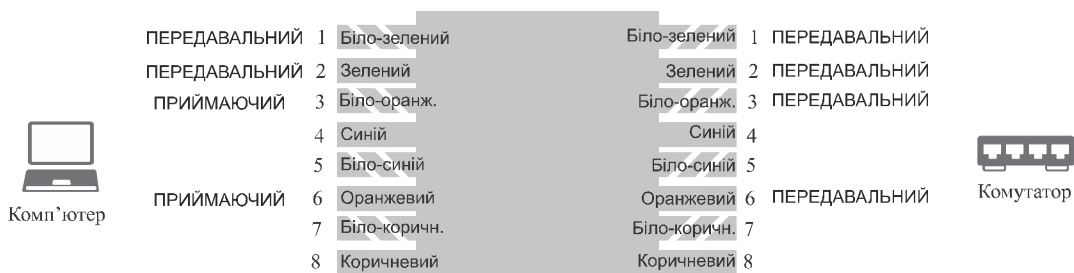 ПЕРЕДАВАЛЬНИЙ 1 Біло-зелений Біло-зелений 1 ПЕРЕДАВАЛЬНИЙ
ПЕРЕДАВАЛЬНИЙ 2 Зелений Зелений 2 ПЕРЕДАВАЛЬНИЙ
ПРИЙМАЮЧИЙ 3 Біло-оранж. Біло-оранж. 3 ПЕРЕДАВАЛЬНИЙ
4 Синій Синій 4
5 Біло-синій Біло-синій 5
ПРИЙМАЮЧИЙ 6 Оранжевий Оранжевий 6 ПЕРЕДАВАЛЬНИЙ
Комп’ютер Комутатор
7 Біло-коричн. Біло-коричн. 7
8 Коричневий Коричневий 8